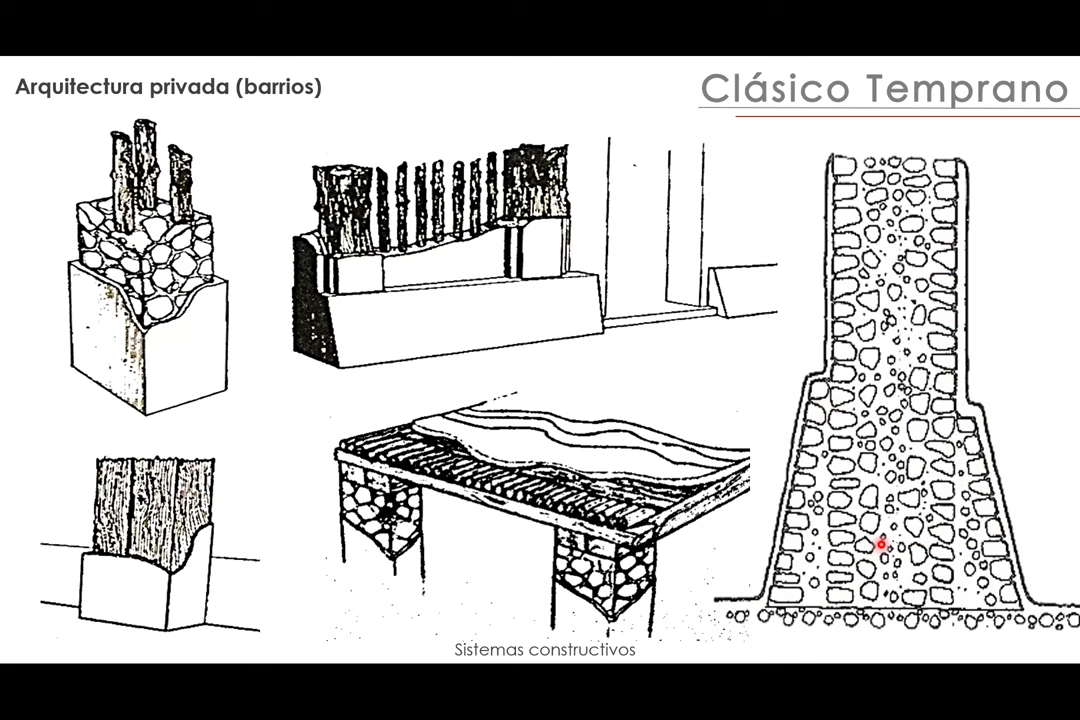 Arquitectura privada (barrios)
Clásico Temprano
Sistemas constructivos